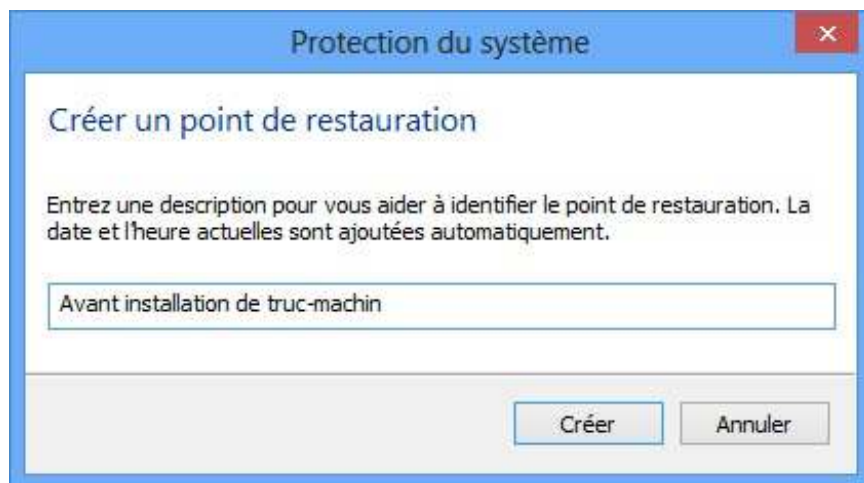 Protection du système
Créer un point de restauration
Entrez une description pour vous aider à identifier le point de restauration. La
date et l'heure actuelles sont ajoutées automatiquement.
Avant installation de truc-machin
Créer
Annuler